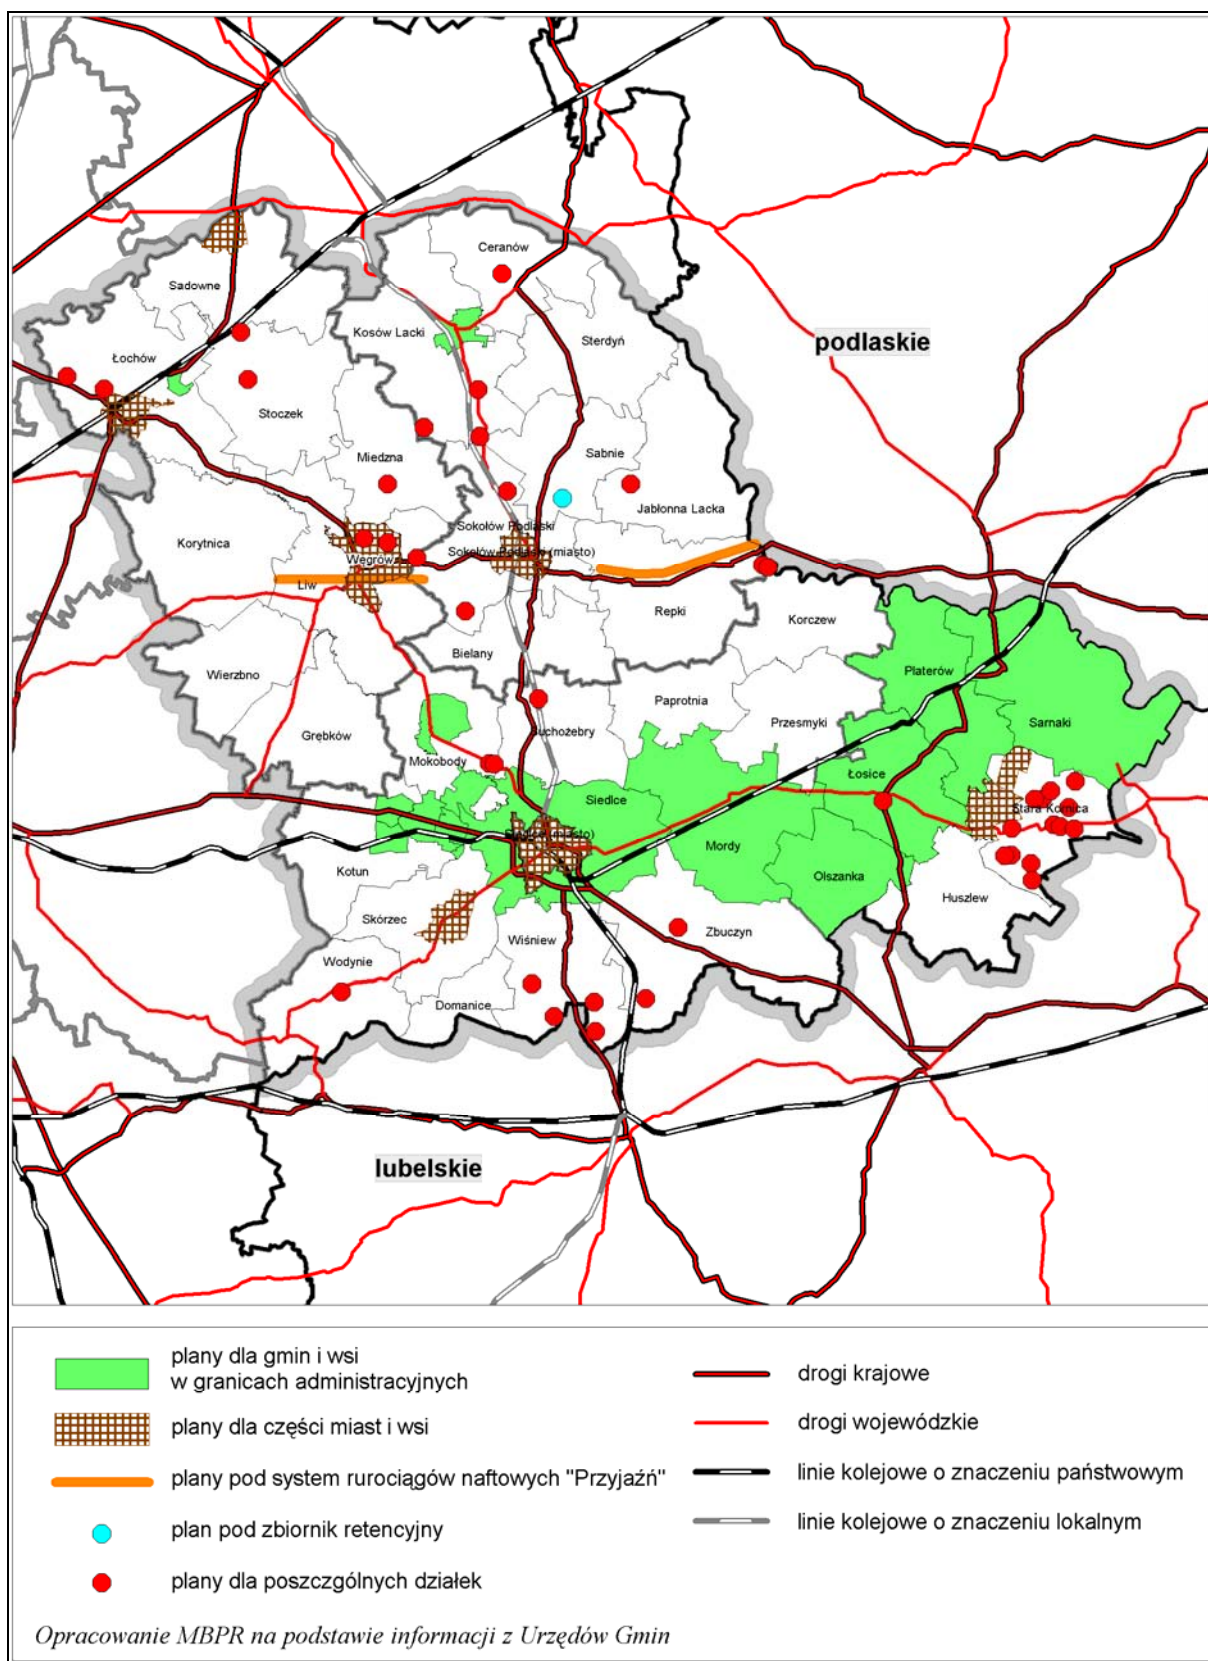 Ceranów
Sadowne
Kosów Lacki
Sterdyń
podlaskie
Łochów
Stoczek
Miedzna
Sabnie
Jabłonna Lacka
Sokołów Podlaski
Korytnica
Węgrów
Sokołów Podlaski (miasto)
Liw
Repki
Korczew
Bielany
Wierzbno
Platerów
Paprotnia
Sarnaki
Przesmyki
Grębków
Suchożebry
Mokobody
Łosice
Siedlce
Stara Kornica
Siedlce (miasto)
Mordy
Kotuń
Olszanka
Huszlew
Skórzec
Zbuczyn
Wiśniew
Wodynie
Domanice
lubelskie
plany dla gmin i wsi
w granicach administracyjnych
plany dla części miast i wsi
plany pod system rurociągów naftowych "Przyjaźń"
plan pod zbiornik retencyjny
plany dla poszczgólnych działek
drogi krajowe
drogi wojewódzkie
linie kolejowe o znaczeniu państwowym
linie kolejowe o znaczeniu lokalnym
Opracowanie MBPR na podstawie informacji z Urzędów Gmin